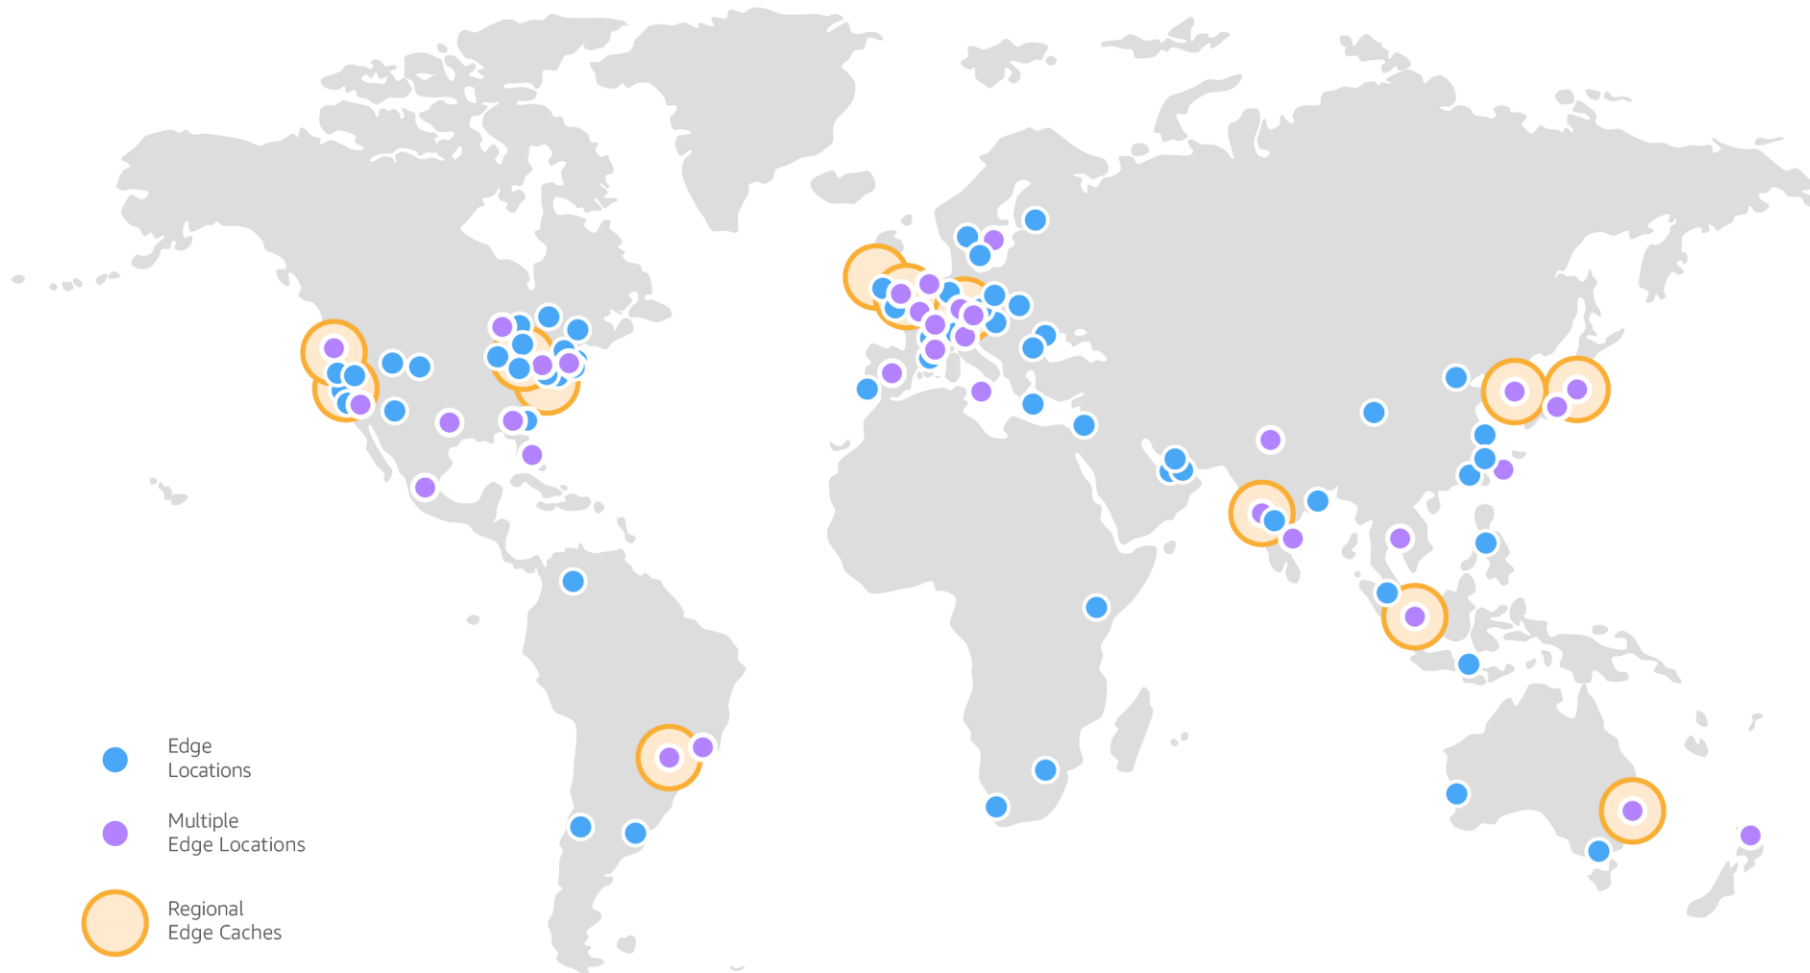 Edge
Locations
Multiple
Edge Locations
Regional
Edge Caches